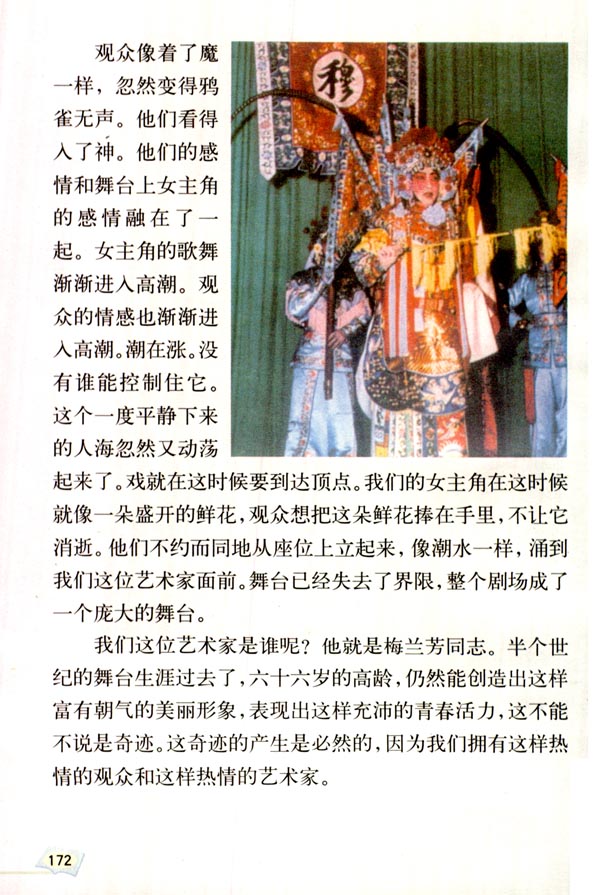 观众像着了魔
一样，忽然变得鸦
雀无声。他们看得
入了神。他们的感
情和舞台上女主角
的感情融在了一
起。女主角的歌舞
渐渐进入高潮。观
众的情感也渐渐进
入高潮。潮在涨。没
有谁能控制住它。
这个一度平静下来
的人海忽然又动荡
起来了。戏就在这时候要到达顶点。我们的女主角在这时候
就像一朵盛开的鲜花，观众想把这朵鲜花捧在手里，不让它
消逝。他们不约而同地从座位上立起来，像潮水一样，涌到
我们这位艺术家面前。舞台已经失去了界限，整个剧场成了
一个庞大的舞台。
我们这位艺术家是谁呢？他就是梅兰芳同志。半个世
纪的舞台生涯过去了，六十六岁的高龄，仍然能创造出这样
富有朝气的美丽形象，表现出这样充沛的青春活力，这不能
不说是奇迹。这奇迹的产生是必然的，因为我们拥有这样热
情的观众和这样热情的艺术家。
穆
172